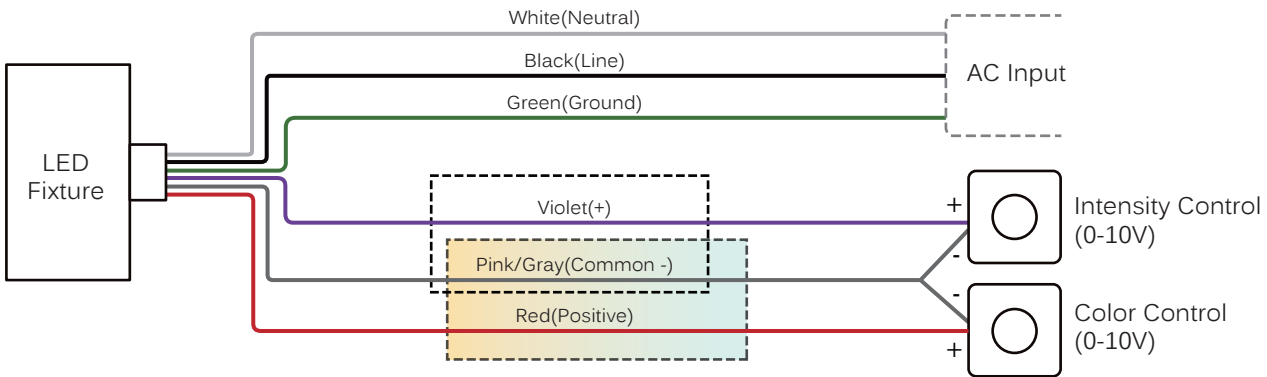 White(Neutral)
Black(Line)
Green(Ground)
AC Input
LED
Fixture
Violet(+)
+
Intensity Control
(0-10V)
-
Pink/Gray(Common -)
-
Red(Positive)
Color Control
(0-10V)
+